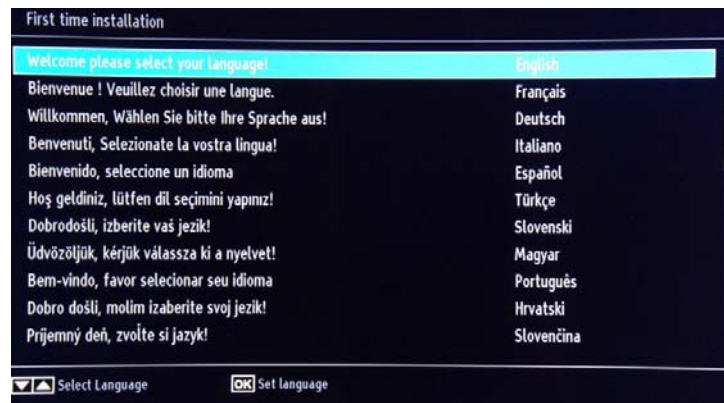 First time installation
Welcome please select your language! English
Bienvenue ! Veuillez choisir une langue. Français
Willkommen, Wählen Sie bitte Ihre Sprache aus! Deutsch
Benvenuti, Selezionate la vostra lingua! Italiano
Bienvenido, seleccione un idioma Español
Hoş geldiniz, lütfen dil seçimini yapınız! Türkçe
Dobrodošli, izberite vaš jezik! Slovenski
Üdvözöljük, kérjük válassza ki a nyelvet! Magyar
Bem-vindo, favor selecionar seu idioma Português
Dobro došli, molim izaberite svoj jezik! Hrvatski
Príjemný deň, zvoľte si jazyk! Slovenčina
Select Language OK Set language